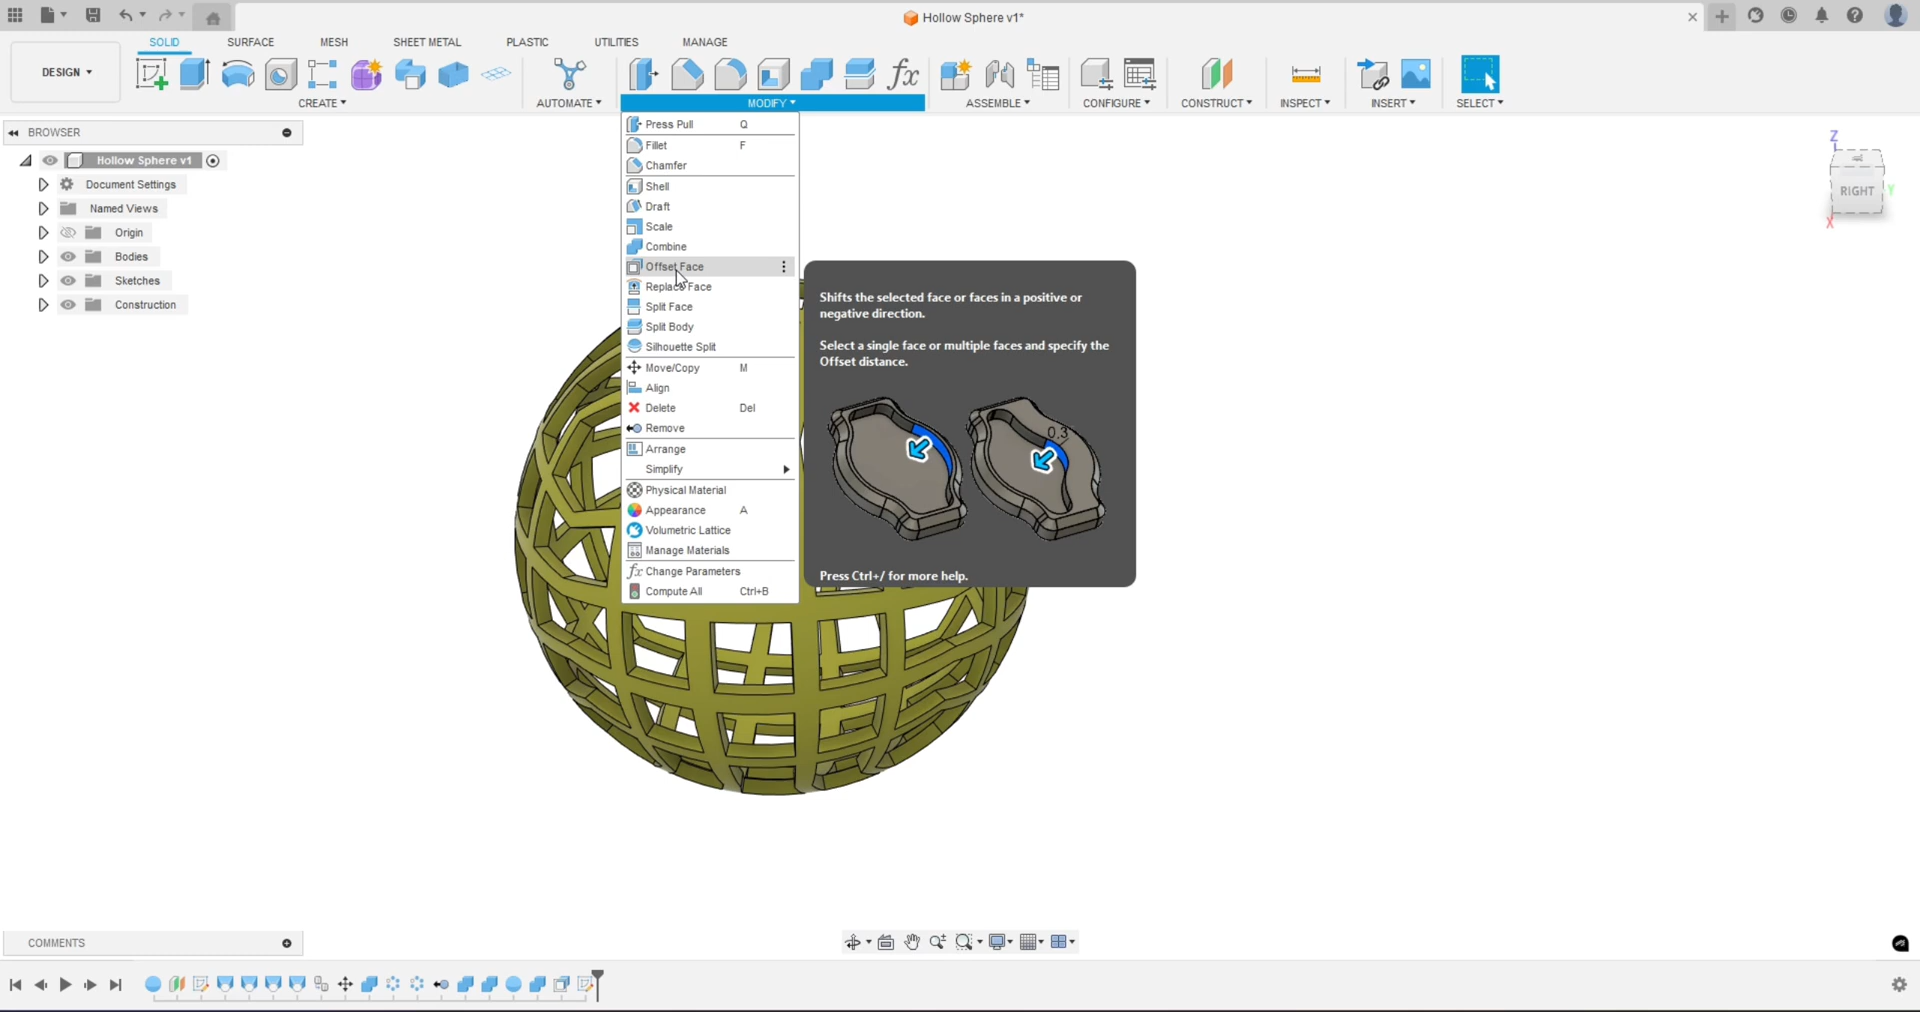 Hollow Sphere v1*
SOLID SURFACE MESH SHEET METAL PLASTIC UTILITIES MANAGE
DESIGN
CREATE AUTOMATE MODIFY ASSEMBLE CONFIGURE CONSTRUCT INSPECT INSERT SELECT
BROWSER
Hollow Sphere v1
Document Settings
Named Views
Origin
Bodies
Sketches
Construction
Press Pull Q
Fillet F
Chamfer
Shell
Draft
Scale
Combine
Offset Face
Replace Face
Split Face
Split Body
Silhouette Split
Move/Copy M
Align
Delete Del
Remove
Arrange
Simplify
Physical Material
Appearance A
Volumetric Lattice
Manage Materials
fx Change Parameters
Compute All Ctrl+B
Shifts the selected face or faces in a positive or
negative direction.
Select a single face or multiple faces and specify the
Offset distance.
0.3
Press Ctrl+/ for more help.
Z
RIGHT
Y
X
COMMENTS